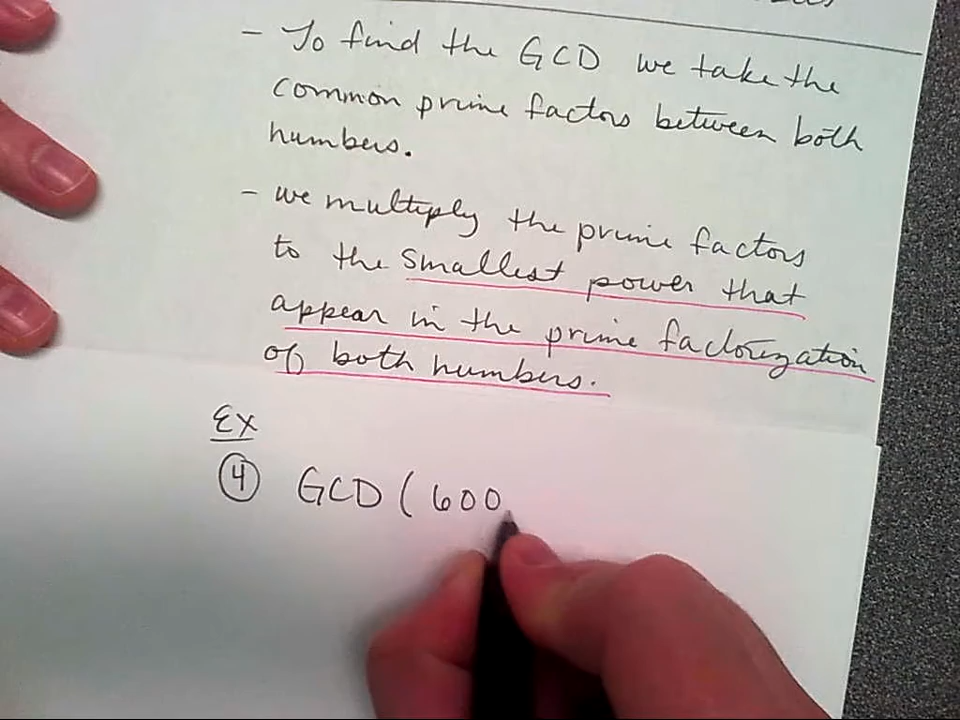 - To find the GCD we take the
common prime factors between both
numbers.
- we multiply the prime factors
to the smallest power that
appear in the prime factorization
of both numbers.
Ex
4 GCD ( 600